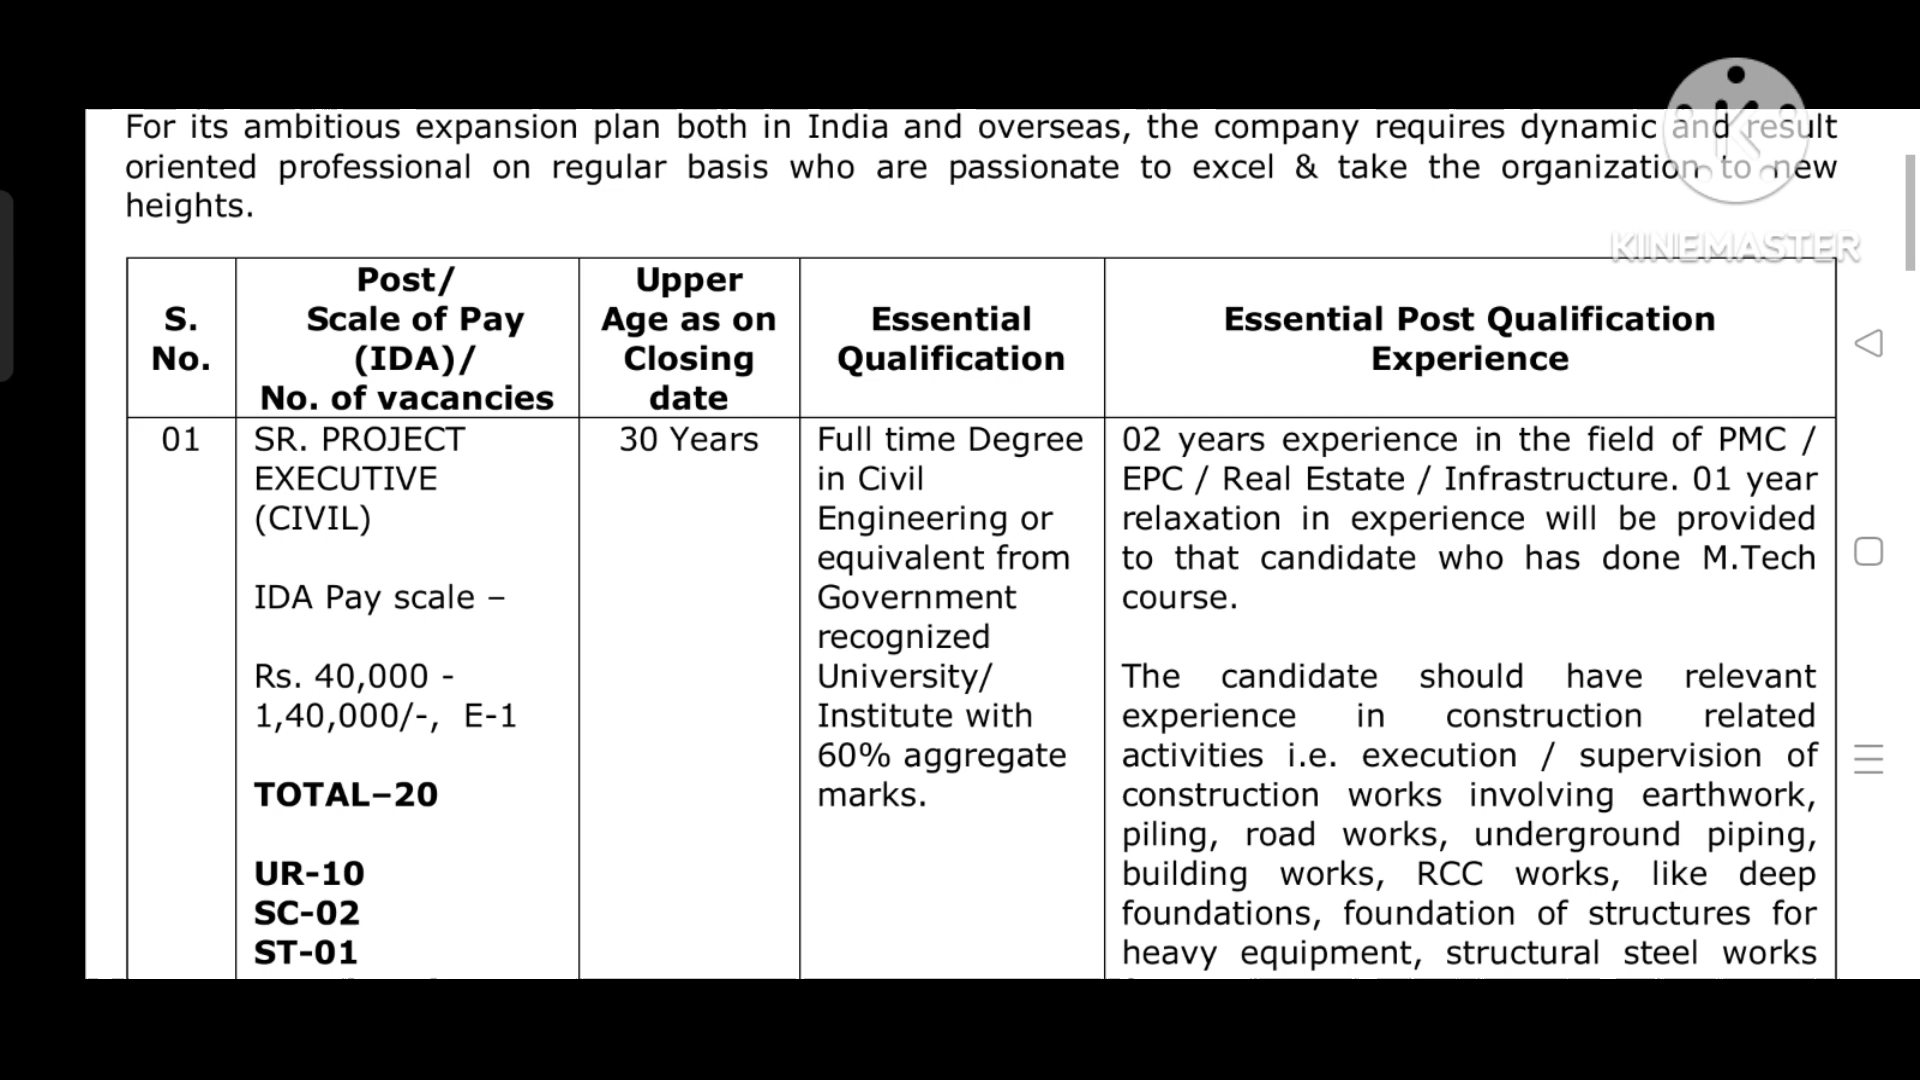 For its ambitious expansion plan both in India and overseas, the company requires dynamic and result
oriented professional on regular basis who are passionate to excel & take the organization to new
heights.
KINEMASTER
S.
No.
Post/
Scale of Pay
(IDA)/
No. of vacancies
Upper
Age as on
Closing
date
Essential
Qualification
Essential Post Qualification
Experience
01
SR. PROJECT
EXECUTIVE
(CIVIL)
IDA Pay scale –
Rs. 40,000 -
1,40,000/-, E-1
TOTAL–20
UR-10
SC-02
ST-01
30 Years
Full time Degree
in Civil
Engineering or
equivalent from
Government
recognized
University/
Institute with
60% aggregate
marks.
02 years experience in the field of PMC /
EPC / Real Estate / Infrastructure. 01 year
relaxation in experience will be provided
to that candidate who has done M.Tech
course.
The candidate should have relevant
experience in construction related
activities i.e. execution / supervision of
construction works involving earthwork,
piling, road works, underground piping,
building works, RCC works, like deep
foundations, foundation of structures for
heavy equipment, structural steel works